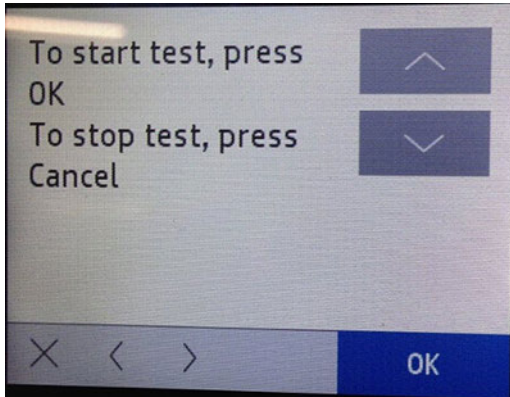 To start test, press
OK
To stop test, press
Cancel
OK